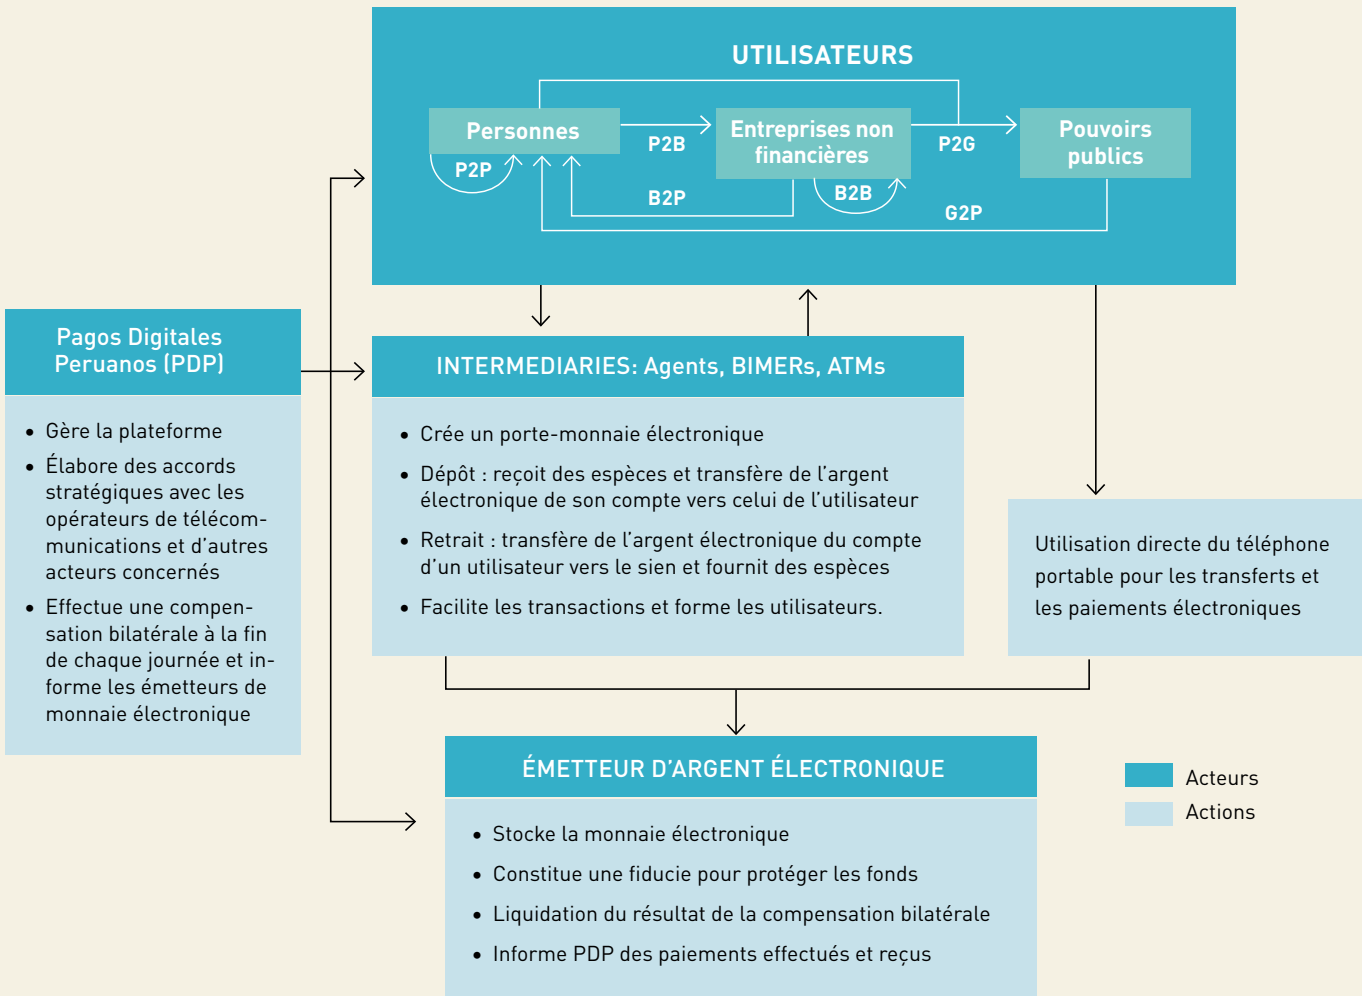 UTILISATEURS
Personnes
Entreprises non
financières
Pouvoirs
publics
P2P
P2B
P2G
B2P
B2B
G2P
Pagos Digitales
Peruanos (PDP)
• Gère la plateforme
• Élabore des accords
stratégiques avec les
opérateurs de télécom-
munications et d’autres
acteurs concernés
• Effectue une compen-
sation bilatérale à la fin
de chaque journée et in-
forme les émetteurs de
monnaie électronique
INTERMEDIARIES: Agents, BIMERs, ATMs
• Crée un porte-monnaie électronique
• Dépôt : reçoit des espèces et transfère de l’argent
électronique de son compte vers celui de l’utilisateur
• Retrait : transfère de l’argent électronique du compte
d’un utilisateur vers le sien et fournit des espèces
• Facilite les transactions et forme les utilisateurs.
Utilisation directe du téléphone
portable pour les transferts et
les paiements électroniques
ÉMETTEUR D’ARGENT ÉLECTRONIQUE
• Stocke la monnaie électronique
• Constitue une fiducie pour protéger les fonds
• Liquidation du résultat de la compensation bilatérale
• Informe PDP des paiements effectués et reçus
Acteurs
Actions